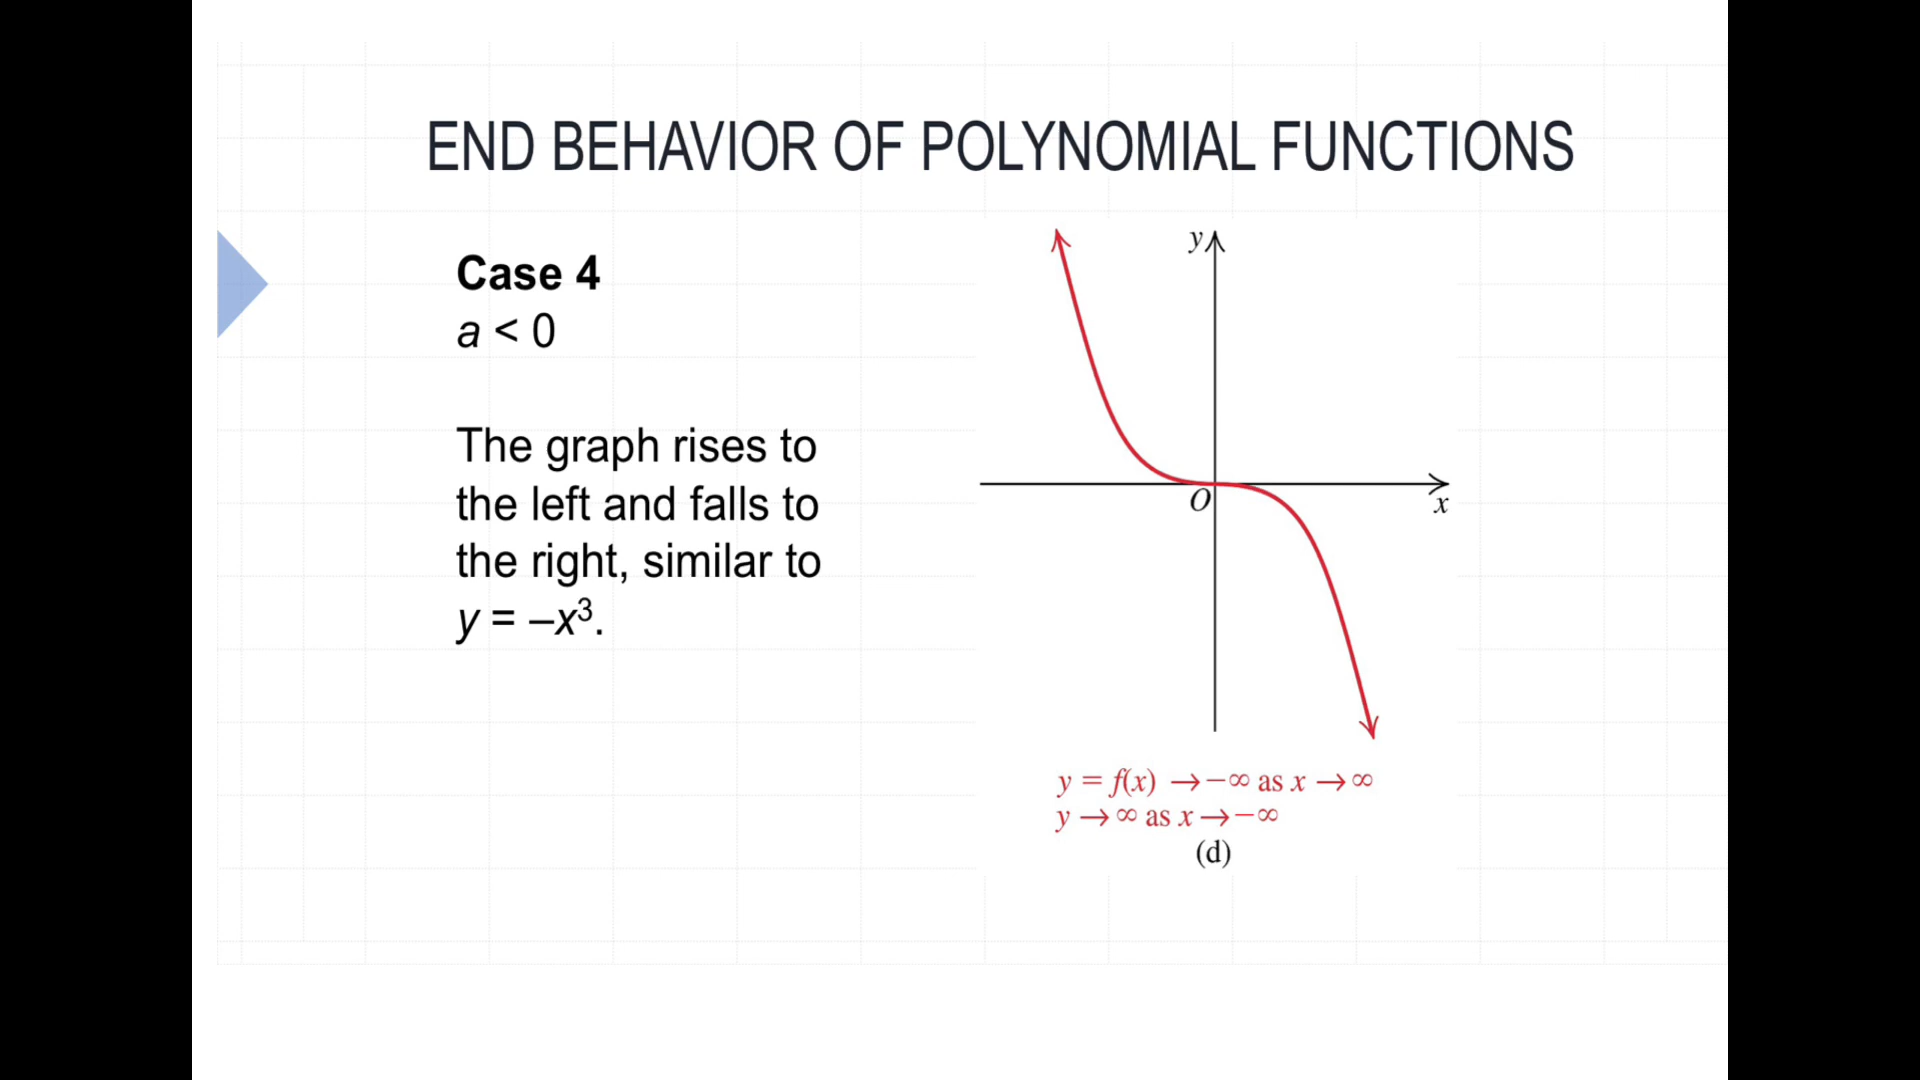 END BEHAVIOR OF POLYNOMIAL FUNCTIONS
Case 4
a < 0
The graph rises to
the left and falls to
the right, similar to
y = –x³.
y
O
x
y = f(x) → −∞ as x → ∞
y → ∞ as x → −∞
(d)